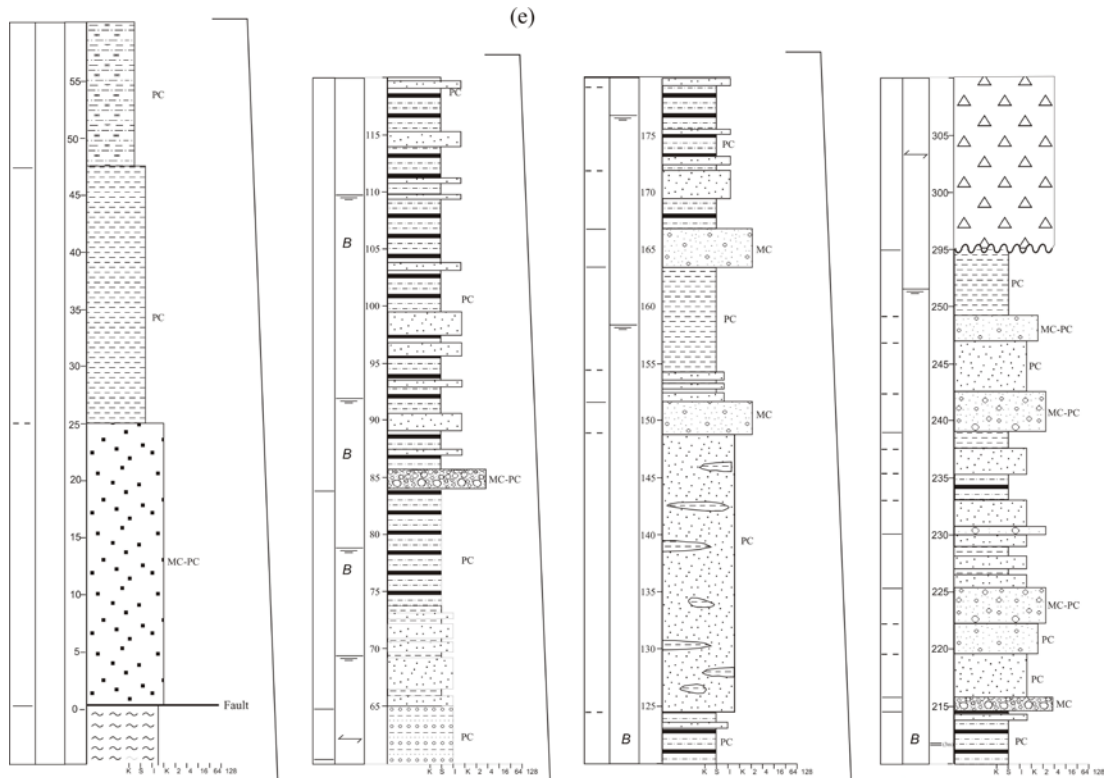 (e)
55
PC
50
45
40
35
PC
30
25
20
15
MC-PC
10
5
0
Fault
K S 1 2 4 16 64 128
PC
115
110
B
105
100
PC
95
90
B
85
MC-PC
80
PC
B
75
70
65
PC
K S 1 2 4 16 64 128
175
PC
170
165
MC
160
PC
155
150
MC
145
140
PC
135
130
125
B
PC
K S 1 2 4 16 64 128
305
300
295
PC
250
MC-PC
245
PC
240
MC-PC
235
230
225
MC-PC
220
PC
PC
215
MC
B
PC
K S 1 2 4 16 64 128